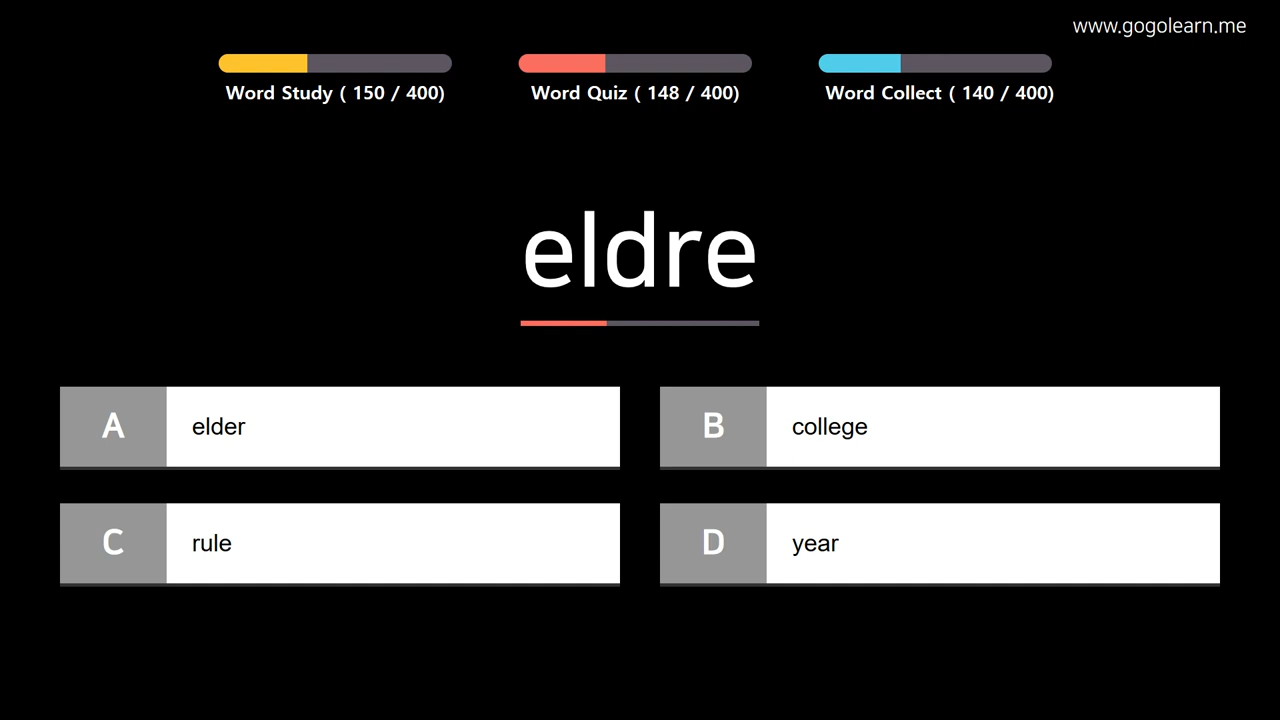 www.gogolearn.me
Word Study ( 150 / 400)
Word Quiz ( 148 / 400)
Word Collect ( 140 / 400)
eldre
A elder
B college
C rule
D year